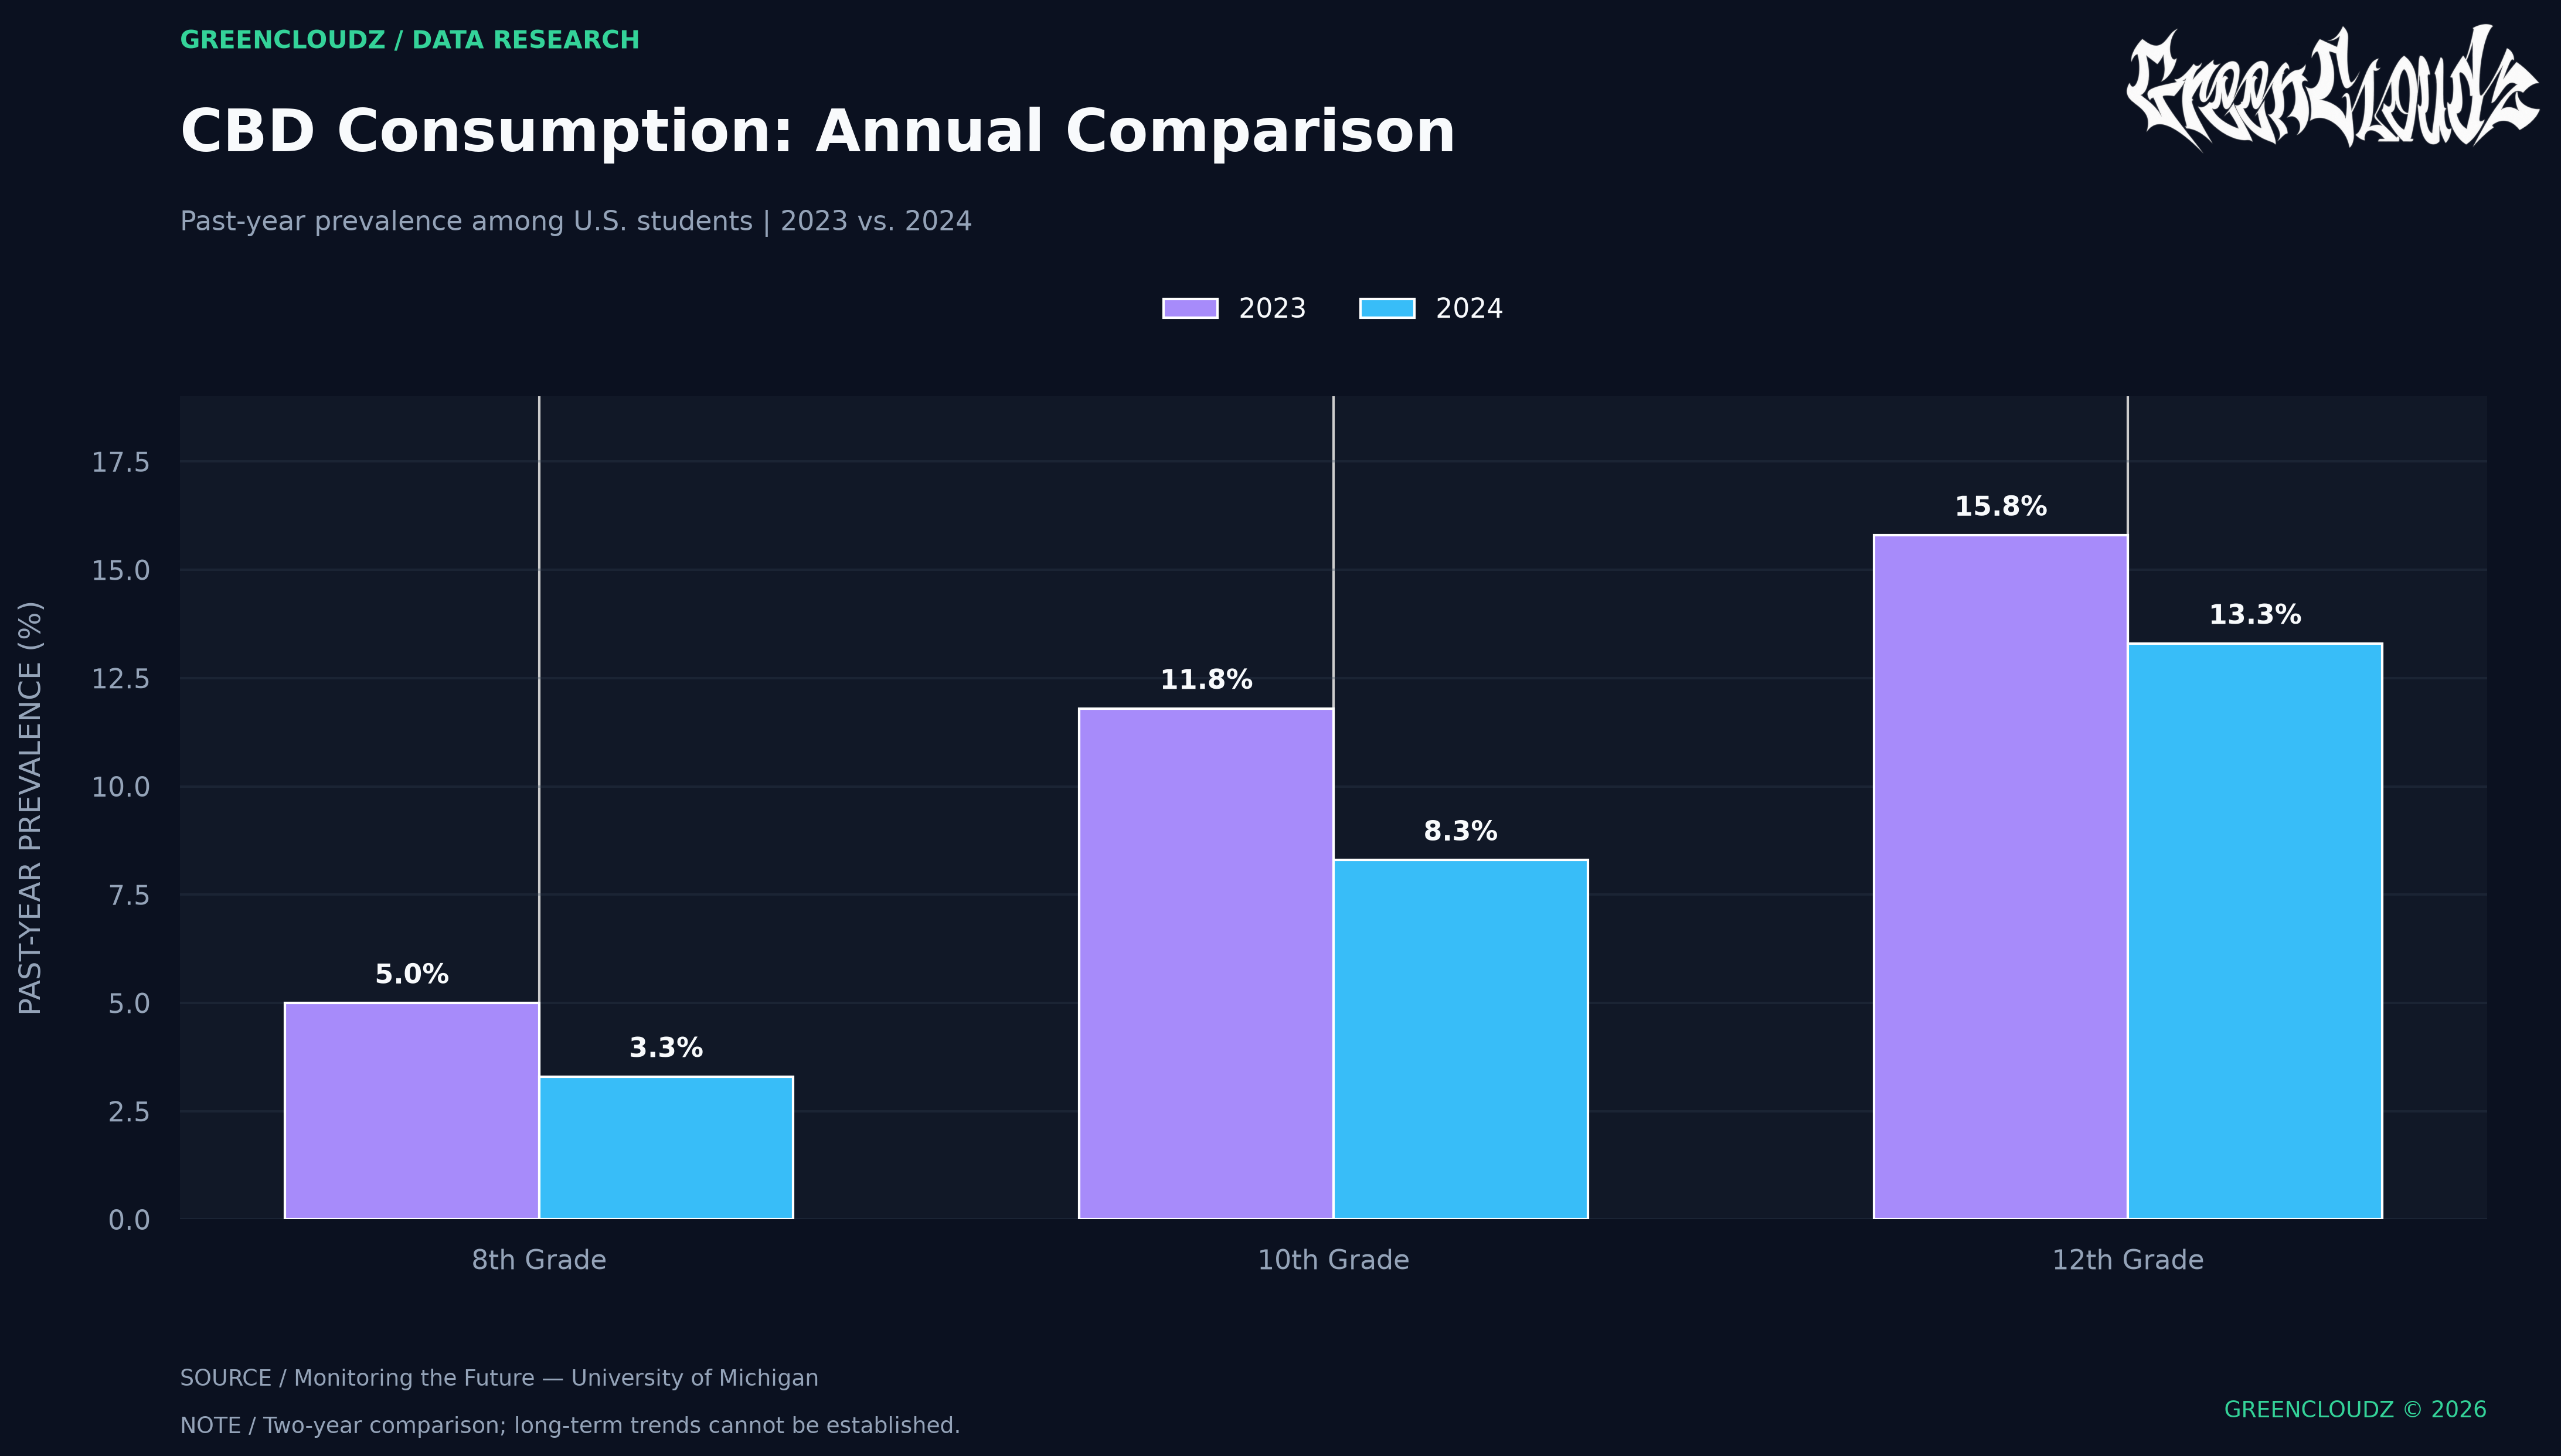 GREENCLOUDZ / DATA RESEARCH
GreenCloudz
CBD Consumption: Annual Comparison
Past-year prevalence among U.S. students | 2023 vs. 2024
2023
2024
PAST-YEAR PREVALENCE (%)
17.5
15.0
12.5
10.0
7.5
5.0
2.5
0.0
5.0%
3.3%
11.8%
8.3%
15.8%
13.3%
8th Grade
10th Grade
12th Grade
SOURCE / Monitoring the Future — University of Michigan
NOTE / Two-year comparison; long-term trends cannot be established.
GREENCLOUDZ © 2026